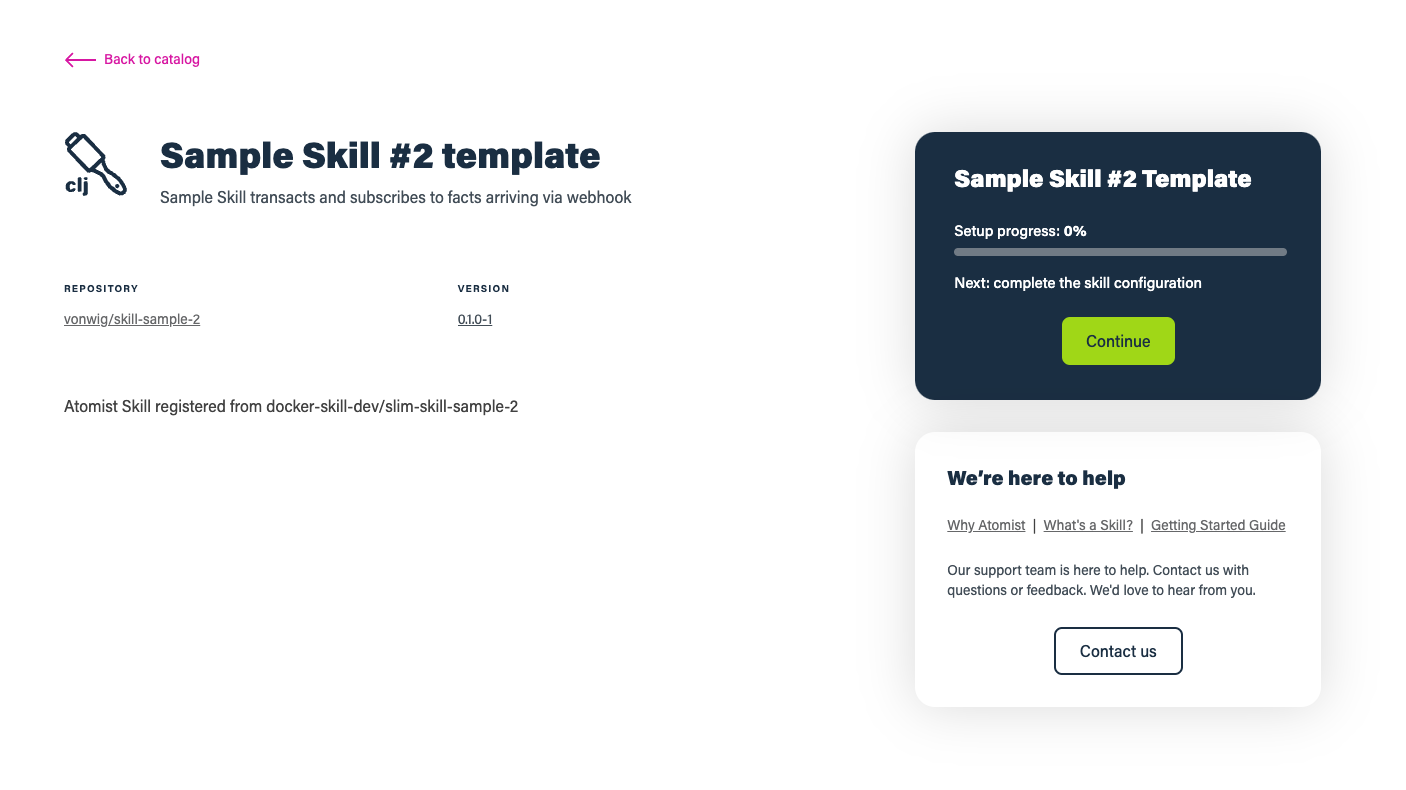 Back to catalog
clj
Sample Skill #2 template
Sample Skill transacts and subscribes to facts arriving via webhook
REPOSITORY
vonwig/skill-sample-2
VERSION
0.1.0-1
Atomist Skill registered from docker-skill-dev/slim-skill-sample-2
Sample Skill #2 Template
Setup progress: 0%
Next: complete the skill configuration
Continue
We're here to help
Why Atomist | What's a Skill? | Getting Started Guide
Our support team is here to help. Contact us with
questions or feedback. We'd love to hear from you.
Contact us